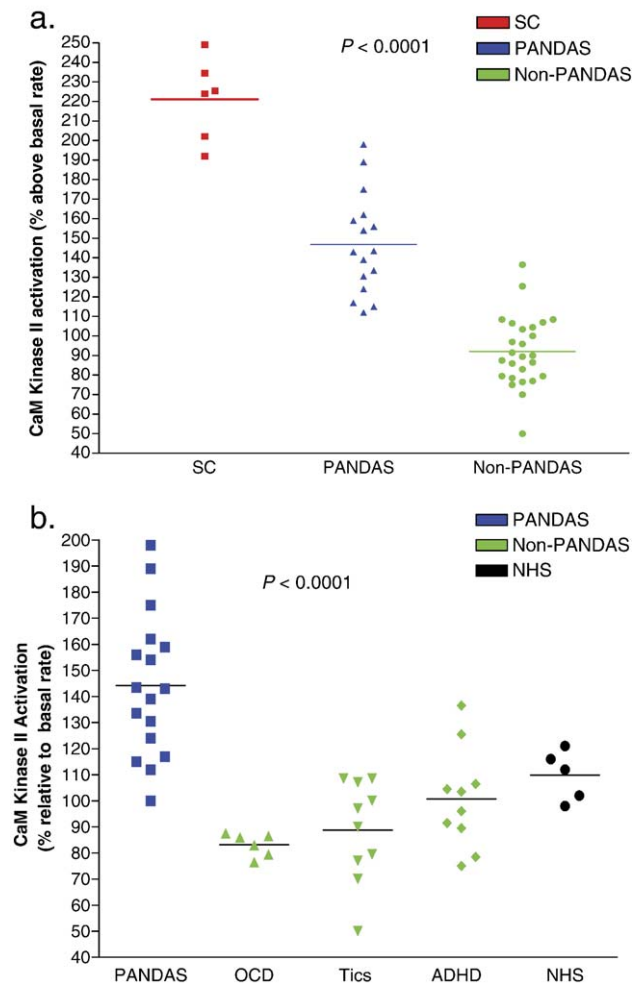 a.
SC
PANDAS
Non-PANDAS
P < 0.0001
CaM Kinase II activation (% above basal rate)
250
240
230
220
210
200
190
180
170
160
150
140
130
120
110
100
90
80
70
60
50
40
SC PANDAS Non-PANDAS
b.
PANDAS
Non-PANDAS
NHS
P < 0.0001
CaM Kinase II Activation
(% relative to basal rate)
200
190
180
170
160
150
140
130
120
110
100
90
80
70
60
50
40
PANDAS OCD Tics ADHD NHS